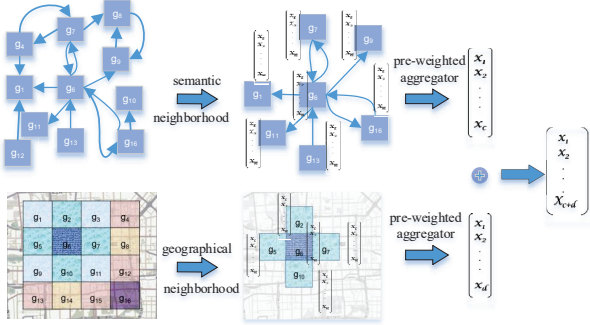 g8
g7
g4
g9
g1
g6
g10
g11
g12
g13
g16
semantic
neighborhood
x1
x2
xm
g7
g9
g1
g6
g11
g16
g13
pre-weighted
aggregator
x1
x2
.
.
.
.
xc
x1
x2
.
.
xc+d
g1 g2 g3 g4
g5 g6 g7 g8
g9 g10 g11 g12
g13 g14 g15 g16
geographical
neighborhood
g2
g5 g6 g7
g10
pre-weighted
aggregator
x1
x2
.
.
.
xd